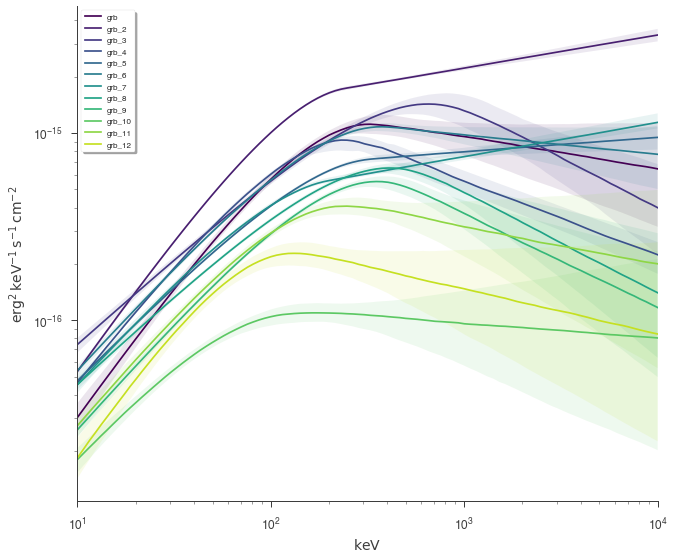 grb
grb_2
grb_3
grb_4
grb_5
grb_6
grb_7
grb_8
grb_9
grb_10
grb_11
grb_12
10⁻¹⁵
10⁻¹⁶
erg² keV⁻¹ s⁻¹ cm⁻²
10¹ 10² 10³ 10⁴
keV